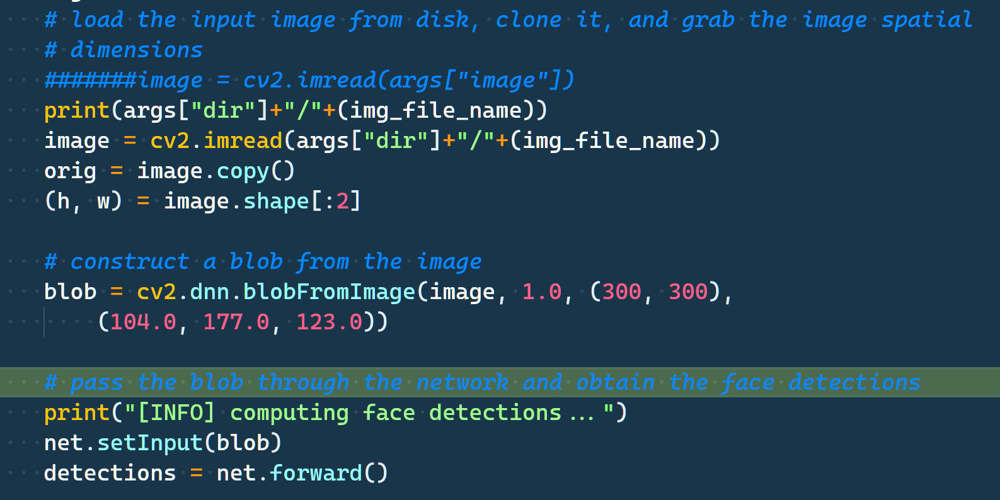 # load the input image from disk, clone it, and grab the image spatial
# dimensions
#######image = cv2.imread(args["image"])
print(args["dir"]+"/"+(img_file_name))
image = cv2.imread(args["dir"]+"/"+(img_file_name))
orig = image.copy()
(h, w) = image.shape[:2]
# construct a blob from the image
blob = cv2.dnn.blobFromImage(image, 1.0, (300, 300),
(104.0, 177.0, 123.0))
# pass the blob through the network and obtain the face detections
print("[INFO] computing face detections...")
net.setInput(blob)
detections = net.forward()